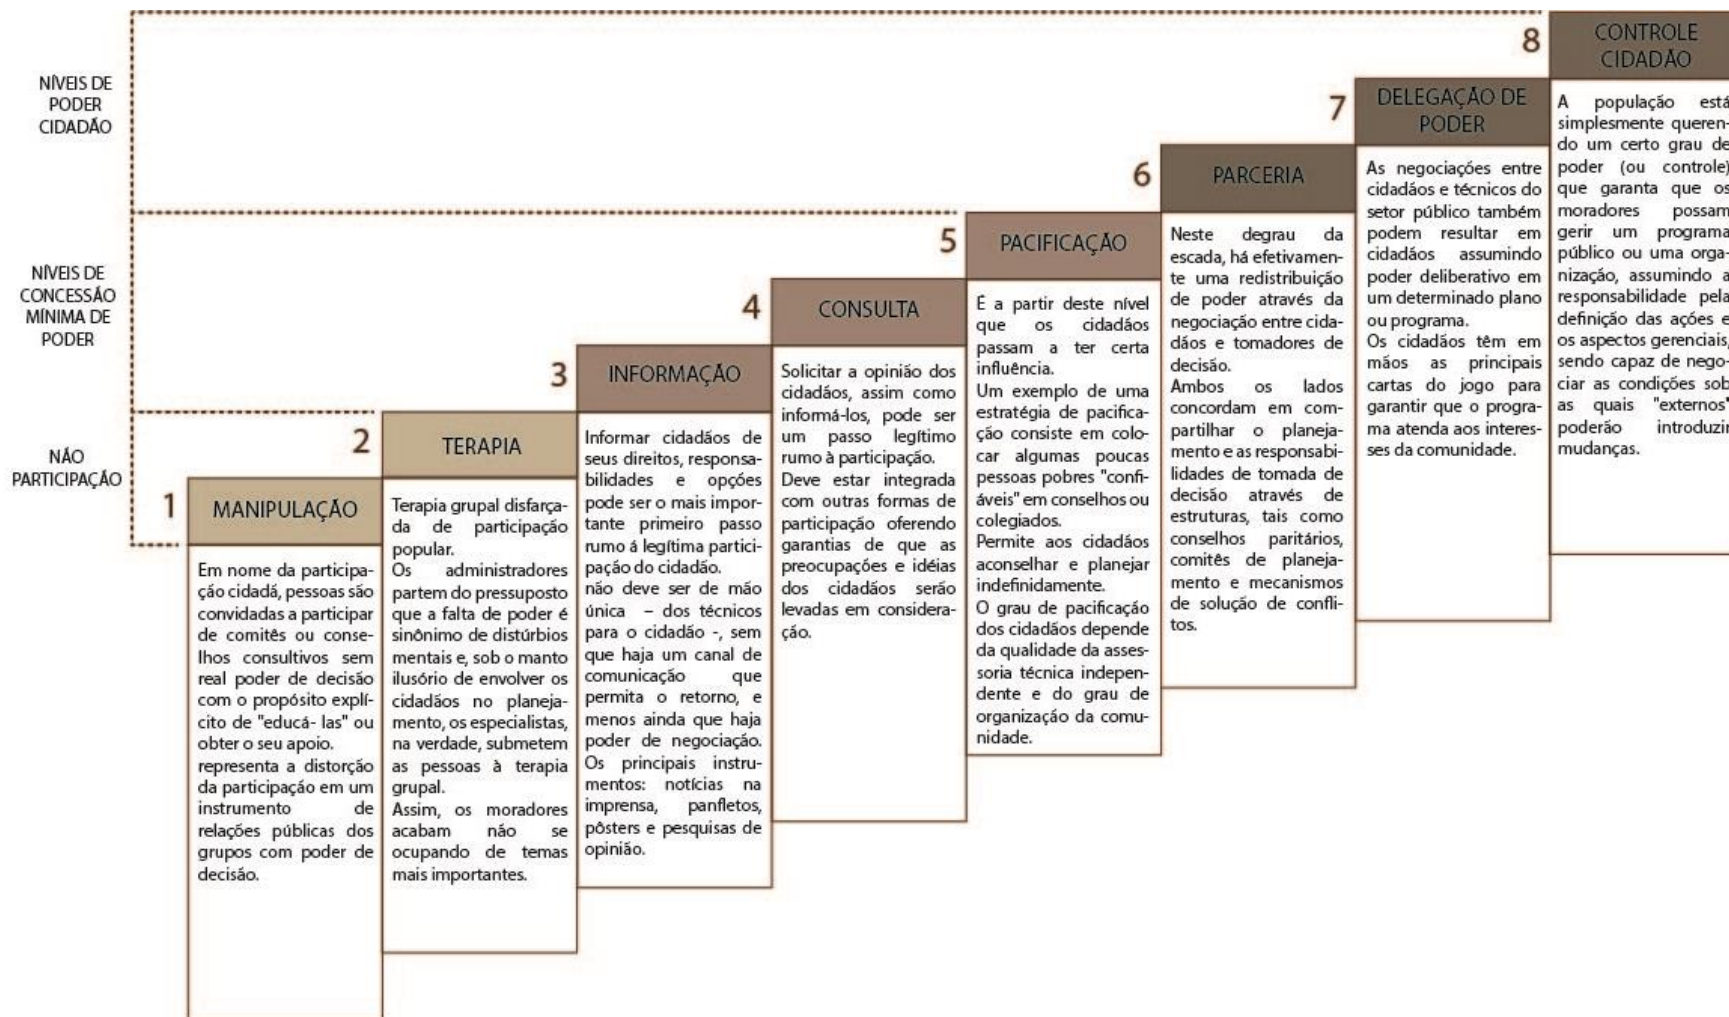 NÍVEIS DE
PODER
CIDADÃO
NÍVEIS DE
CONCESSÃO
MÍNIMA DE
PODER
NÃO
PARTICIPAÇÃO
1
MANIPULAÇÃO
Em nome da participa-
ção cidadã, pessoas são
convidadas a participar
de comitês ou conse-
lhos consultivos sem
real poder de decisão
com o propósito explí-
cito de "educá- las" ou
obter o seu apoio.
representa a distorção
da participação em um
instrumento de
relações públicas dos
grupos com poder de
decisão.
2
TERAPIA
Terapia grupal disfarça-
da de participação
popular.
Os administradores
partem do pressuposto
que a falta de poder é
sinônimo de distúrbios
mentais e, sob o manto
ilusório de envolver os
cidadãos no planeja-
mento, os especialistas,
na verdade, submetem
as pessoas à terapia
grupal.
Assim, os moradores
acabam não se
ocupando de temas
mais importantes.
3
INFORMAÇÃO
Informar cidadãos de
seus direitos, responsa-
bilidades e opções
pode ser o mais impor-
tante primeiro passo
rumo á legítima partici-
pação do cidadão.
não deve ser de mão
única – dos técnicos
para o cidadão -, sem
que haja um canal de
comunicação que
permita o retorno, e
menos ainda que haja
poder de negociação.
Os principais instru-
mentos: notícias na
imprensa, panfletos,
pôsters e pesquisas de
opinião.
4
CONSULTA
Solicitar a opinião dos
cidadãos, assim como
informá-los, pode ser
um passo legítimo
rumo à participação.
Deve estar integrada
com outras formas de
participação oferendo
garantias de que as
preocupações e idéias
dos cidadãos serão
levadas em considera-
ção.
5
PACIFICAÇÃO
É a partir deste nível
que os cidadãos
passam a ter certa
influência.
Um exemplo de uma
estratégia de pacifica-
ção consiste em colo-
car algumas poucas
pessoas pobres "confi-
áveis" em conselhos ou
colegiados.
Permite aos cidadãos
aconselhar e planejar
indefinidamente.
O grau de pacificação
dos cidadãos depende
da qualidade da asses-
soria técnica indepen-
dente e do grau de
organização da comu-
nidade.
6
PARCERIA
Neste degrau da
escada, há efetivamen-
te uma redistribuição
de poder através da
negociação entre cida-
dãos e tomadores de
decisão.
Ambos os lados
concordam em com-
partilhar o planeja-
mento e as responsabi-
lidades de tomada de
decisão através de
estruturas, tais como
conselhos paritários,
comitês de planeja-
mento e mecanismos
de solução de confli-
tos.
7
DELEGAÇÃO DE
PODER
As negociações entre
cidadãos e técnicos do
setor público também
podem resultar em
cidadãos assumindo
poder deliberativo em
um determinado plano
ou programa.
Os cidadãos têm em
mãos as principais
cartas do jogo para
garantir que o progra-
ma atenda aos interes-
ses da comunidade.
8
CONTROLE
CIDADÃO
A população está
simplesmente queren-
do um certo grau de
poder (ou controle)
que garanta que os
moradores possam
gerir um programa
público ou uma orga-
nização, assumindo a
responsabilidade pela
definição das ações e
os aspectos gerenciais,
sendo capaz de nego-
ciar as condições sob
as quais "externos"
poderão introduzir
mudanças.